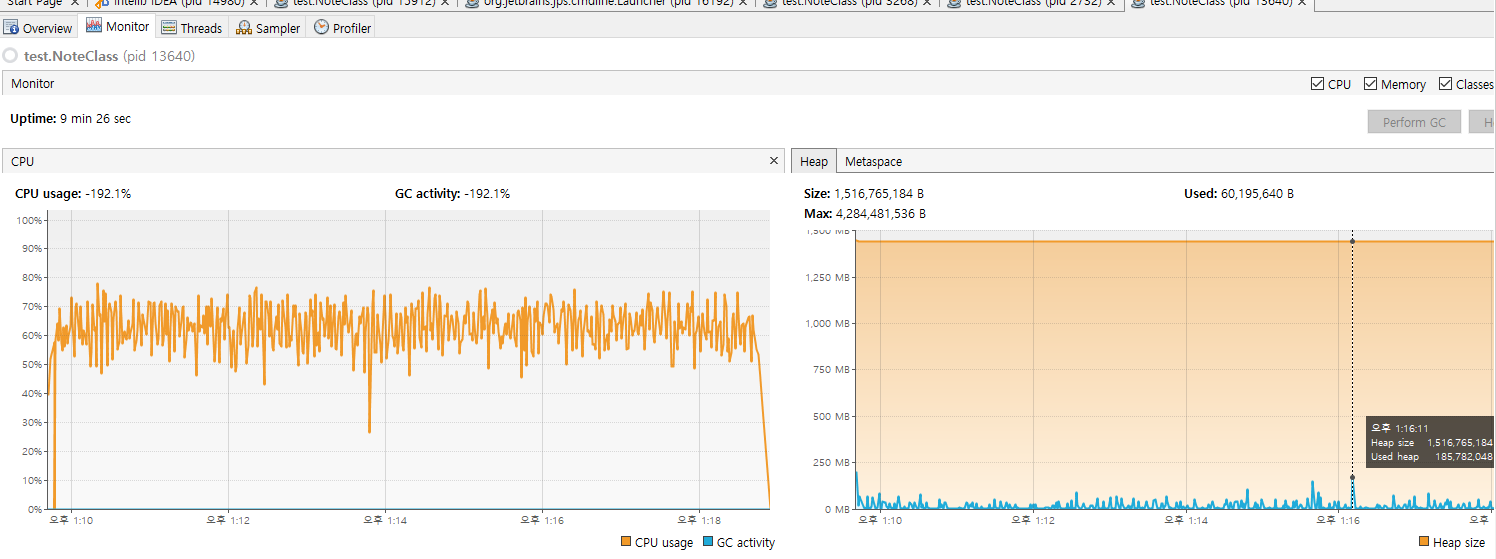 Start Page IntelliJ IDEA (pid 14980) test.NoteClass (pid 15912) org.jetbrains.jps.cmdline.Launcher (pid 16192) test.NoteClass (pid 3268) test.NoteClass (pid 2732) test.NoteClass (pid 13640)
Overview Monitor Threads Sampler Profiler
test.NoteClass (pid 13640)
Monitor CPU Memory Classes
Uptime: 9 min 26 sec
Perform GC
CPU
CPU usage: -192.1% GC activity: -192.1%
100%
90%
80%
70%
60%
50%
40%
30%
20%
10%
0%
오후 1:10 오후 1:12 오후 1:14 오후 1:16 오후 1:18
CPU usage GC activity
Heap Metaspace
Size: 1,516,765,184 B Used: 60,195,640 B
Max: 4,284,481,536 B
1,500 MB
1,250 MB
1,000 MB
750 MB
500 MB
250 MB
0 MB
오후 1:16:11
Heap size 1,516,765,184
Used heap 185,782,048
오후 1:10 오후 1:12 오후 1:14 오후 1:16 오후
Heap size